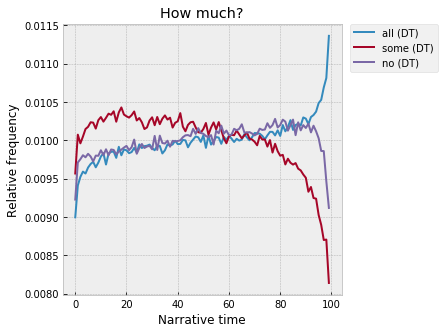 How much?
all (DT)
some (DT)
no (DT)
Relative frequency
0.0115
0.0110
0.0105
0.0100
0.0095
0.0090
0.0085
0.0080
0
20
40
60
80
100
Narrative time